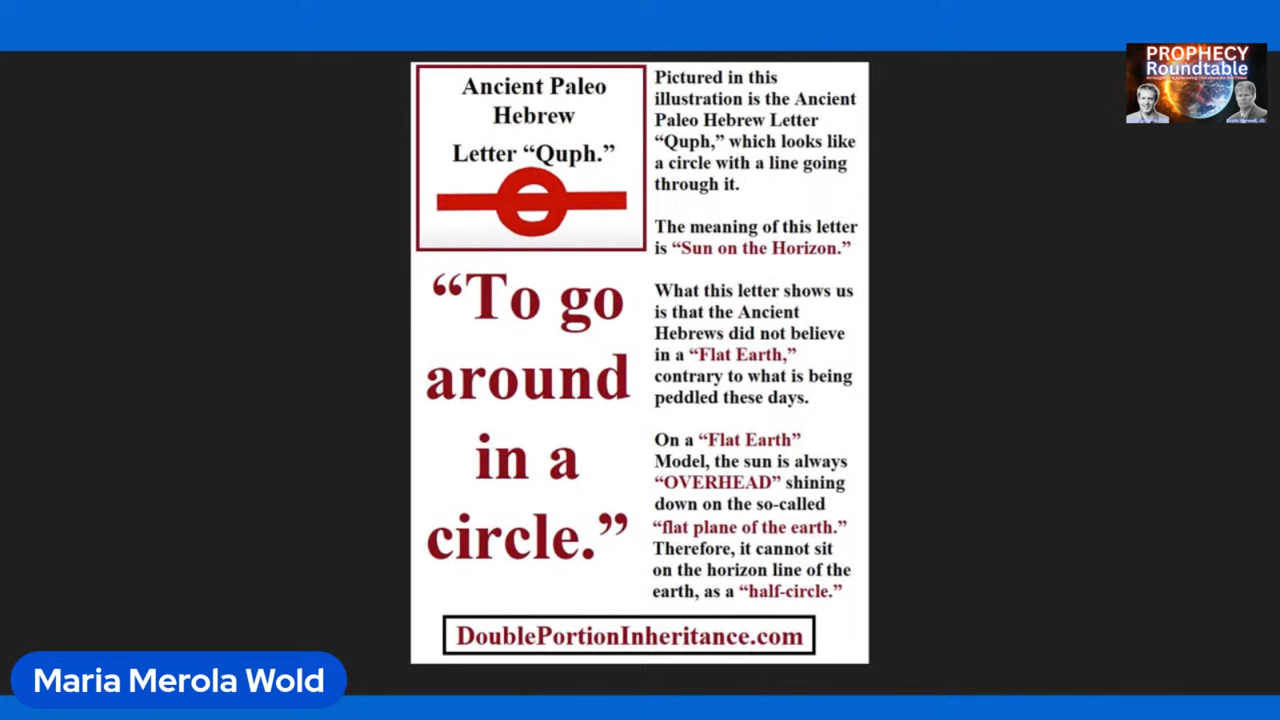 PROPHECY
Roundtable
Ancient Paleo
Hebrew
Letter “Quph.”
“To go
around
in a
circle.”
Pictured in this
illustration is the Ancient
Paleo Hebrew Letter
“Quph,” which looks like
a circle with a line going
through it.
The meaning of this letter
is “Sun on the Horizon.”
What this letter shows us
is that the Ancient
Hebrews did not believe
in a “Flat Earth,”
contrary to what is being
peddled these days.
On a “Flat Earth”
Model, the sun is always
“OVERHEAD” shining
down on the so-called
“flat plane of the earth.”
Therefore, it cannot sit
on the horizon line of the
earth, as a “half-circle.”
DoublePortionInheritance.com
Maria Merola Wold